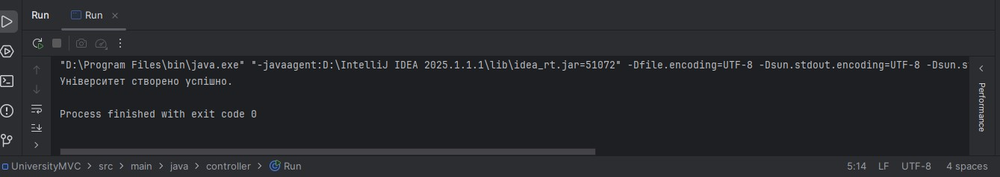 Run
Run
"D:\Program Files\bin\java.exe" "-javaagent:D:\IntelliJ IDEA 2025.1.1.1\lib\idea_rt.jar=51072" -Dfile.encoding=UTF-8 -Dsun.stdout.encoding=UTF-8 -Dsun.s
Університет створено успішно.
Process finished with exit code 0
Performance
UniversityMVC > src > main > java > controller > Run
5:14 LF UTF-8 4 spaces